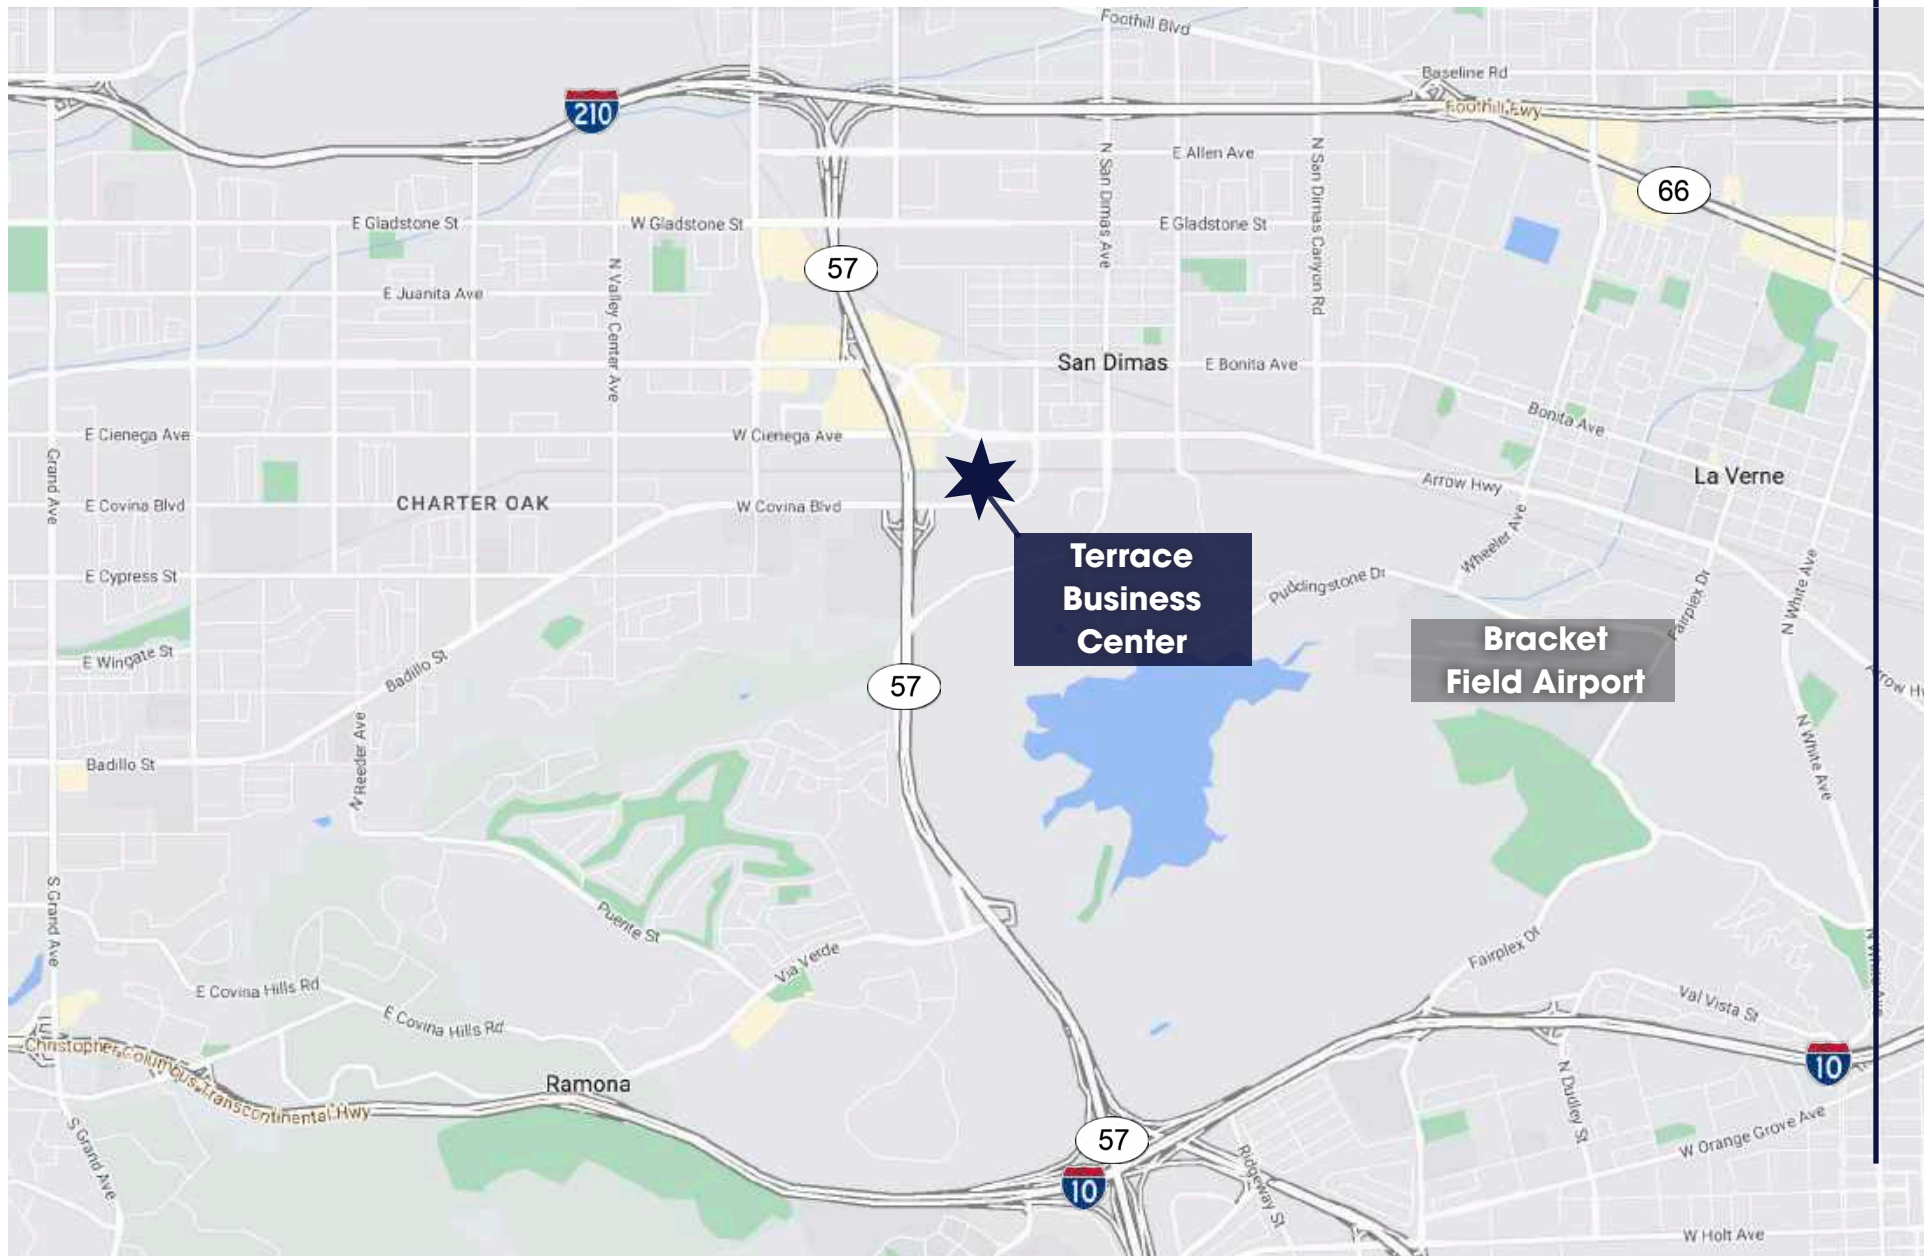 Foothill Blvd
Baseline Rd
210
Foothill Fwy
E Allen Ave
N San Dimas Ave
N San Dimas Canyon Rd
66
E Gladstone St
W Gladstone St
E Gladstone St
57
N Valley Center Ave
E Juanita Ave
San Dimas
E Bonita Ave
Bonita Ave
E Cienega Ave
W Cienega Ave
Grand Ave
Arrow Hwy
La Verne
E Covina Blvd
CHARTER OAK
W Covina Blvd
Wheeler Ave
Terrace
Business
Center
E Cypress St
Puddingstone Dr
Fairplex Dr
N White Ave
Bracket
Field Airport
E Wingate St
Badillo St
57
Arrow Hw
N Reeder Ave
Badillo St
N White Ave
S Grand Ave
Puente St
Via Verde
Fairplex Dr
E Covina Hills Rd
E Covina Hills Rd
Val Vista St
Christopher Columbus Transcontinental Hwy
Ramona
10
N Dudley St
57
W Orange Grove Ave
S Grand Ave
10
Ridgeway St
W Holt Ave